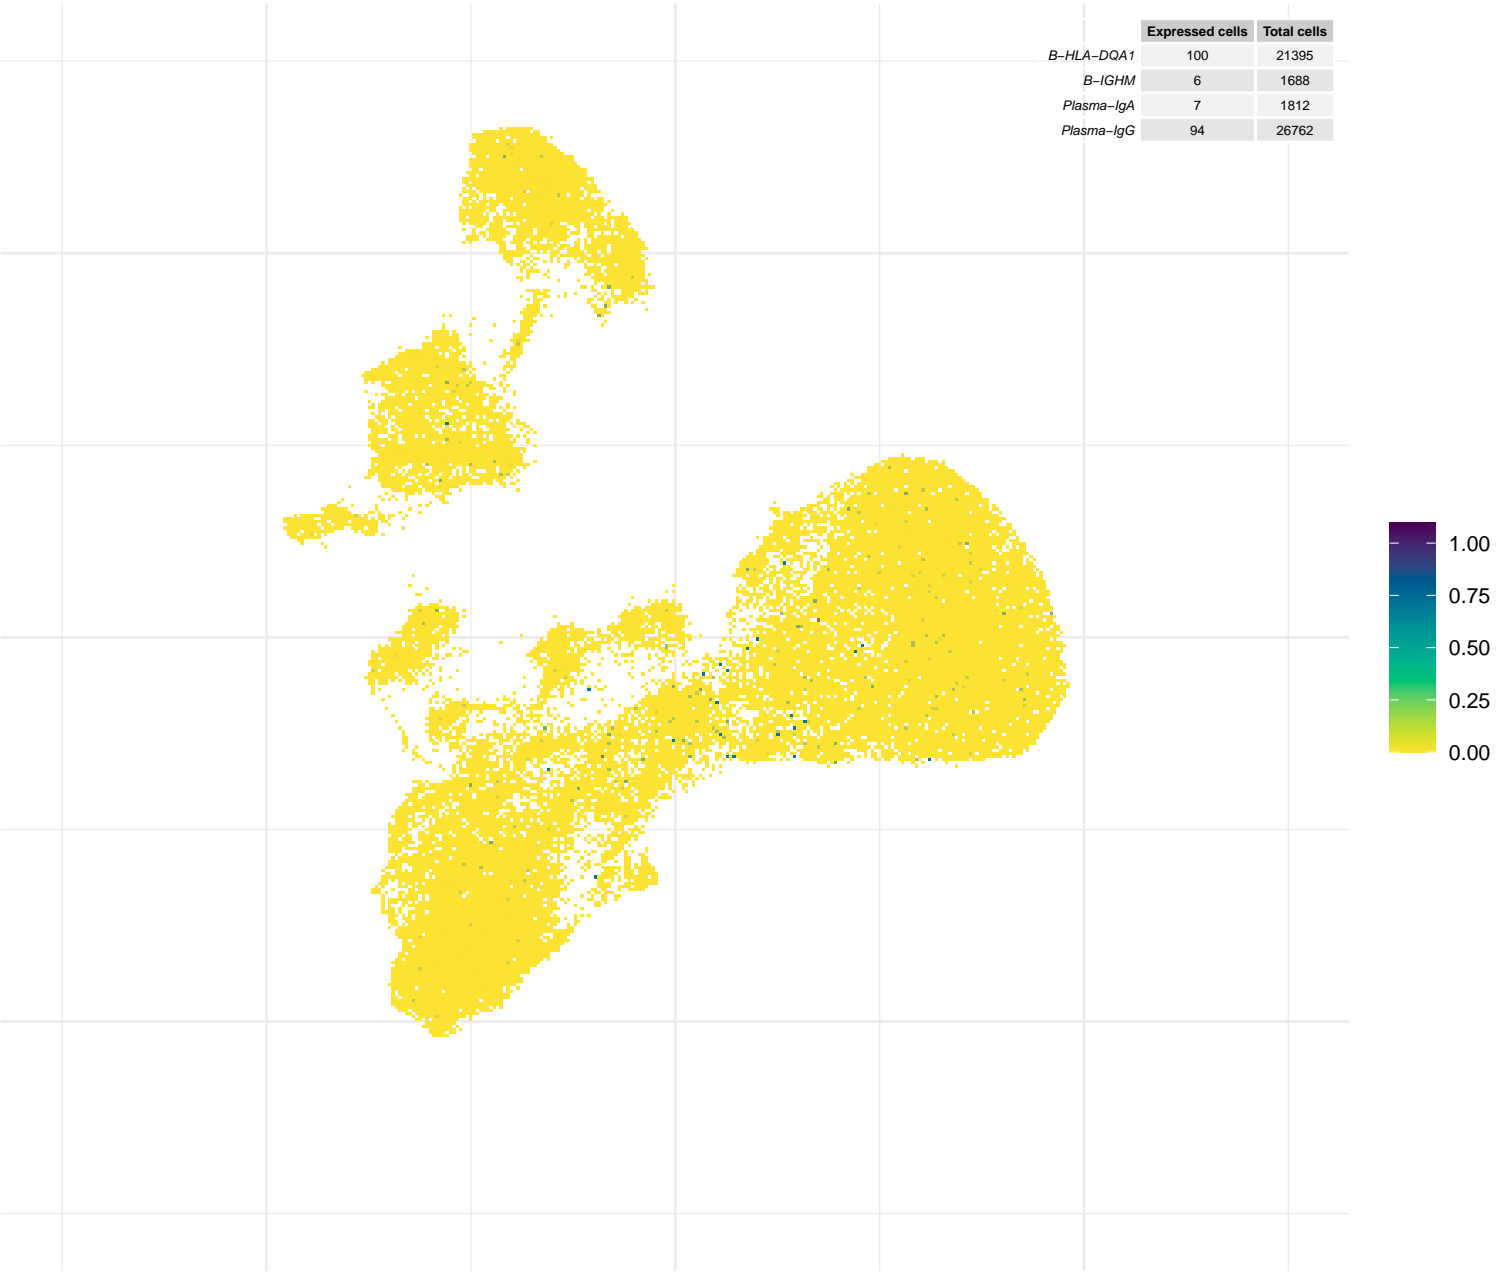 Expressed cells Total cells
B−HLA−DQA1 100 21395
B−IGHM 6 1688
Plasma−IgA 7 1812
Plasma−IgG 94 26762
1.00
0.75
0.50
0.25
0.00